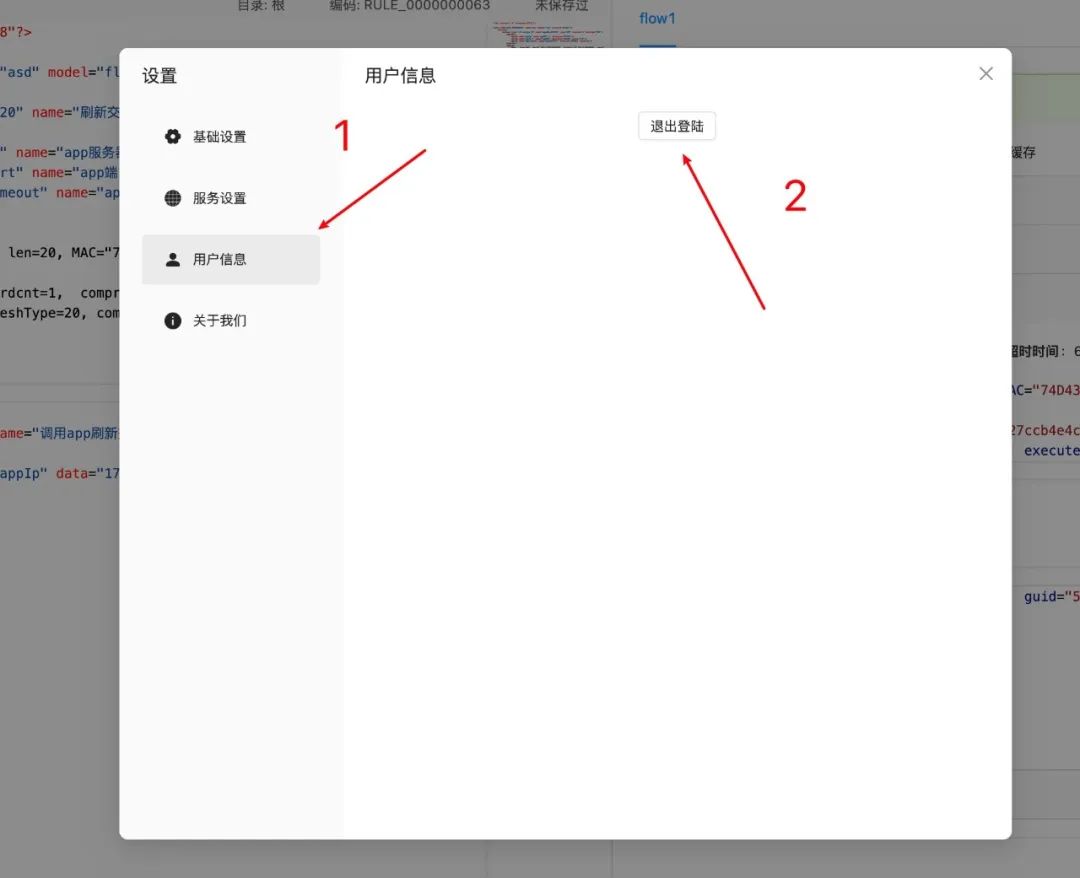 目录: 根 编码: RULE_0000000063 未保存过
flow1
8"?>
"asd" model="fl
20" name="刷新交
" name="app服务器
rt" name="app端
meout" name="ap
len=20, MAC="7
rdcnt=1, compr
eshType=20, com
ame="调用app刷新
appIp" data="17
设置
基础设置
服务设置
用户信息
关于我们
用户信息
退出登陆
1
2
缓存
超时时间: 6
AC="74D43
27ccb4e4c
execute
guid="5